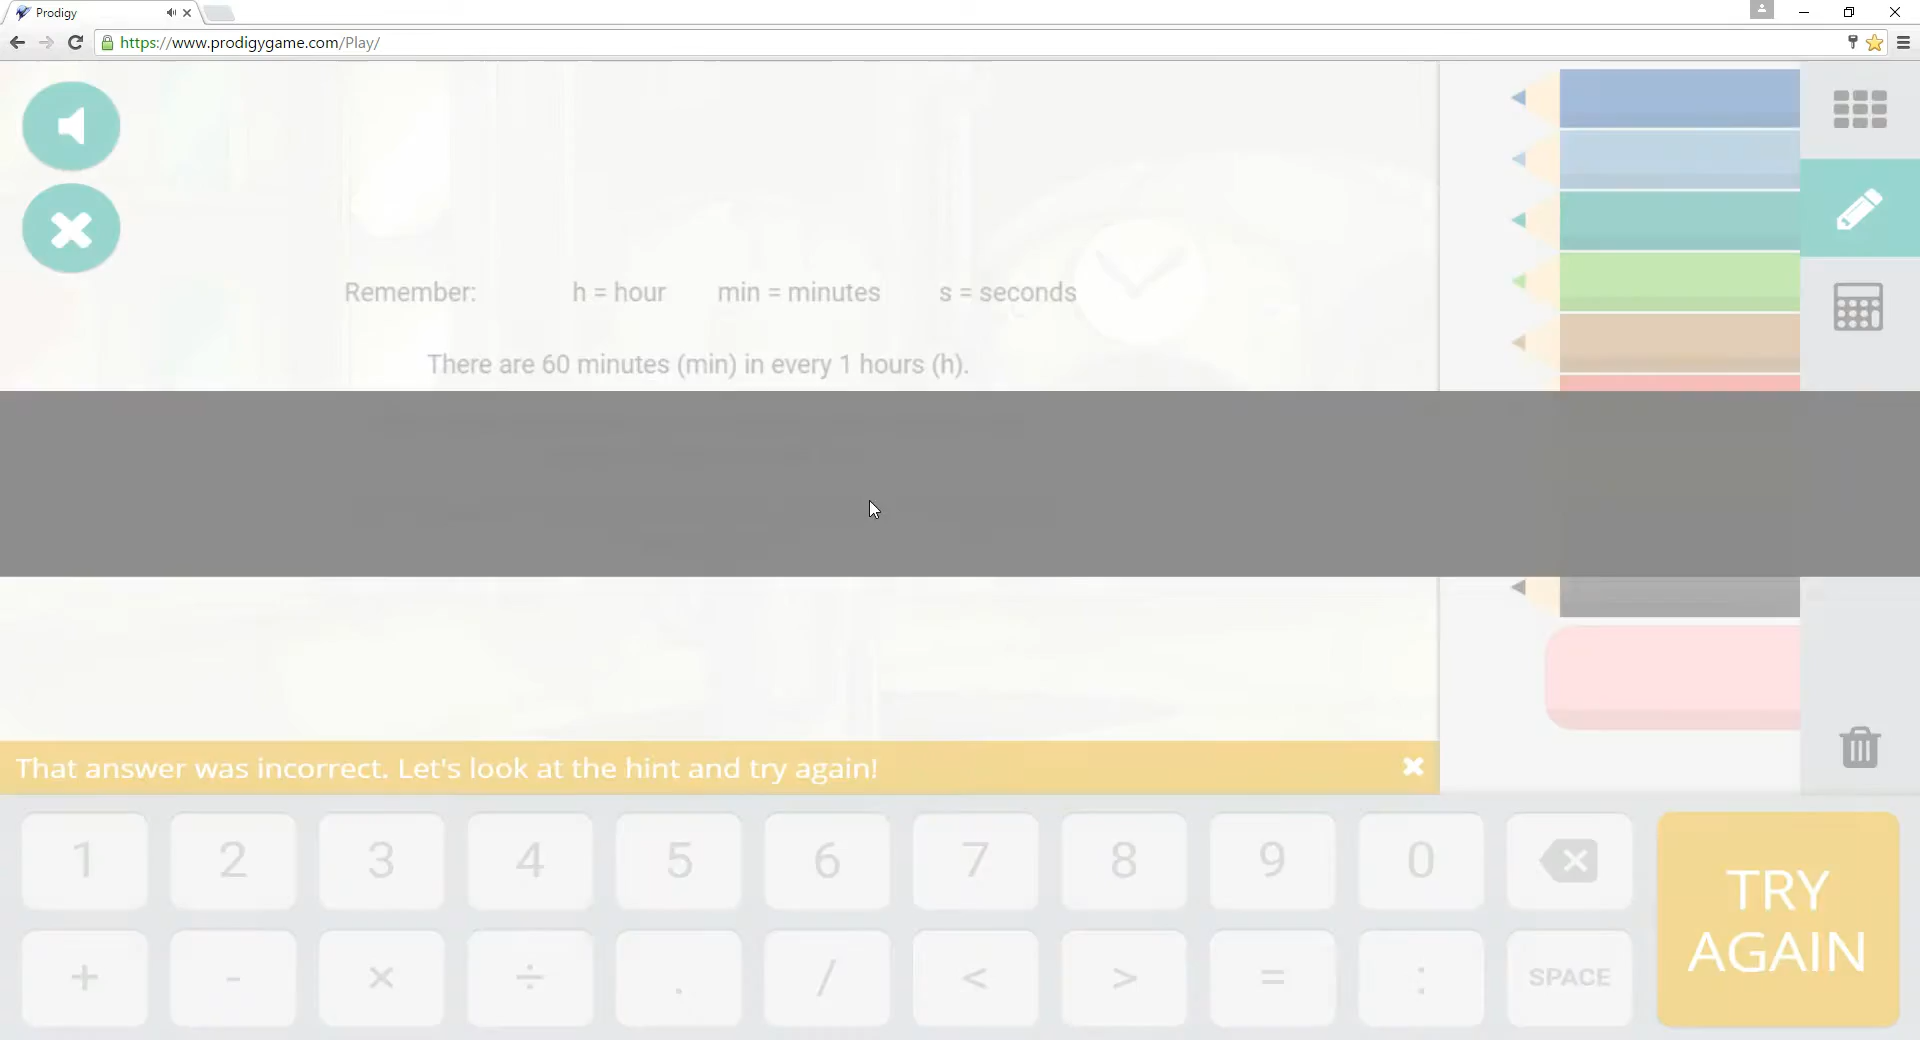 Prodigy
https://www.prodigygame.com/Play/
Remember: h = hour min = minutes s = seconds
There are 60 minutes (min) in every 1 hours (h).
That answer was incorrect. Let's look at the hint and try again!
1 2 3 4 5 6 7 8 9 0
+ - × ÷ . / < > = : SPACE
TRY
AGAIN